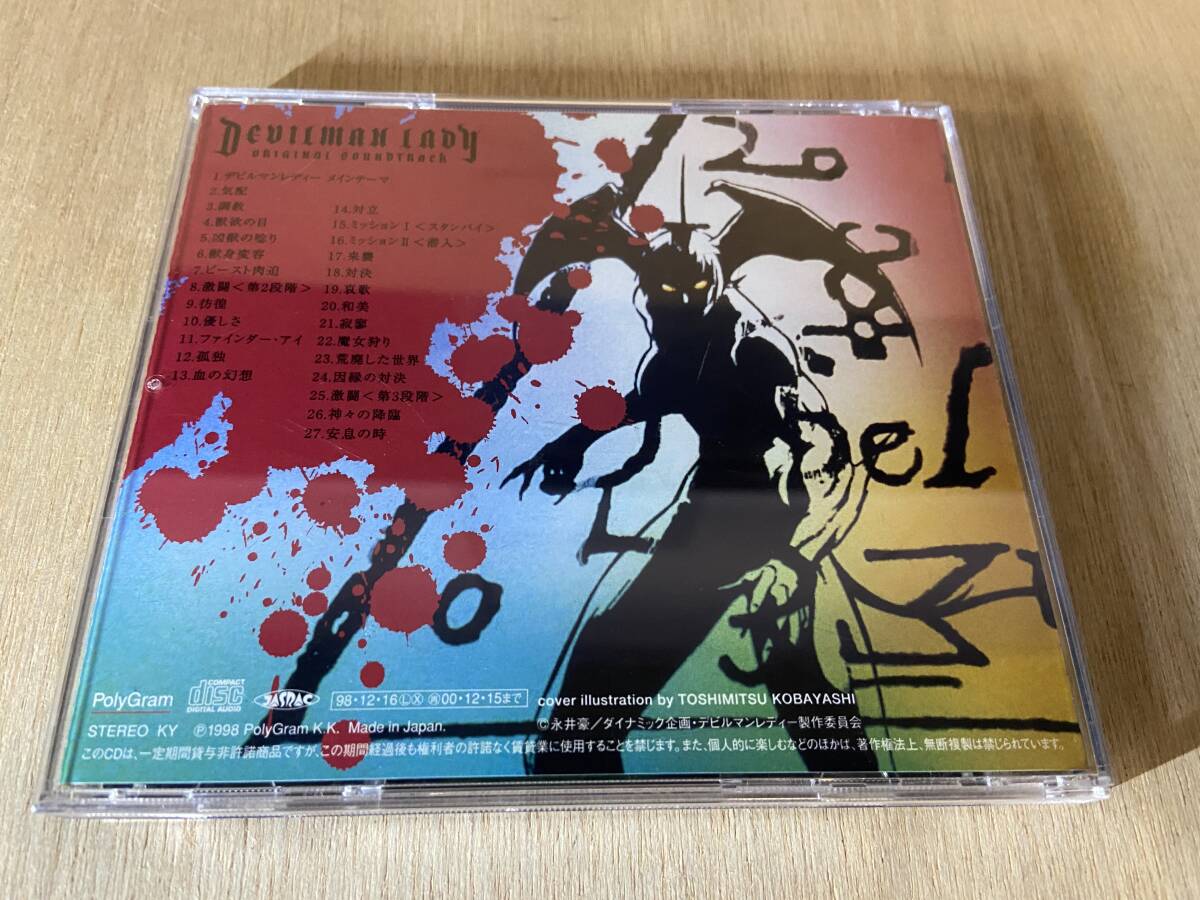 DEVILMAN LADY
ORIGINAL SOUNDTRACK
1.デビルマンレディー メインテーマ
2.気配
3.調教
4.獣欲の目
5.凶獣の唸り
6.獣身変容
7.ビースト肉迫
8.激闘<第2段階>
9.彷徨
10.優しさ
11.ファインダー・アイ
12.孤独
13.血の幻想
14.対立
15.ミッションⅠ<スタンバイ>
16.ミッションⅡ<潜入>
17.来襲
18.対決
19.哀歌
20.和美
21.寂寥
22.魔女狩り
23.荒廃した世界
24.因縁の対決
25.激闘<第3段階>
26.神々の降臨
27.安息の時
PolyGram
COMPACT disc DIGITAL AUDIO
JASRAC
98・12・16Ⓛⓧ ㊢00・12・15まで
cover illustration by TOSHIMITSU KOBAYASHI
STEREO KY ℗1998 PolyGram K.K. Made in Japan.
©永井豪/ダイナミック企画・デビルマンレディー製作委員会
このCDは、一定期間貸与非許諾商品ですが、この期間経過後も権利者の許諾なく賃貸業に使用することを禁じます。また、個人的に楽しむなどのほかは、著作権法上、無断複製は禁じられています。